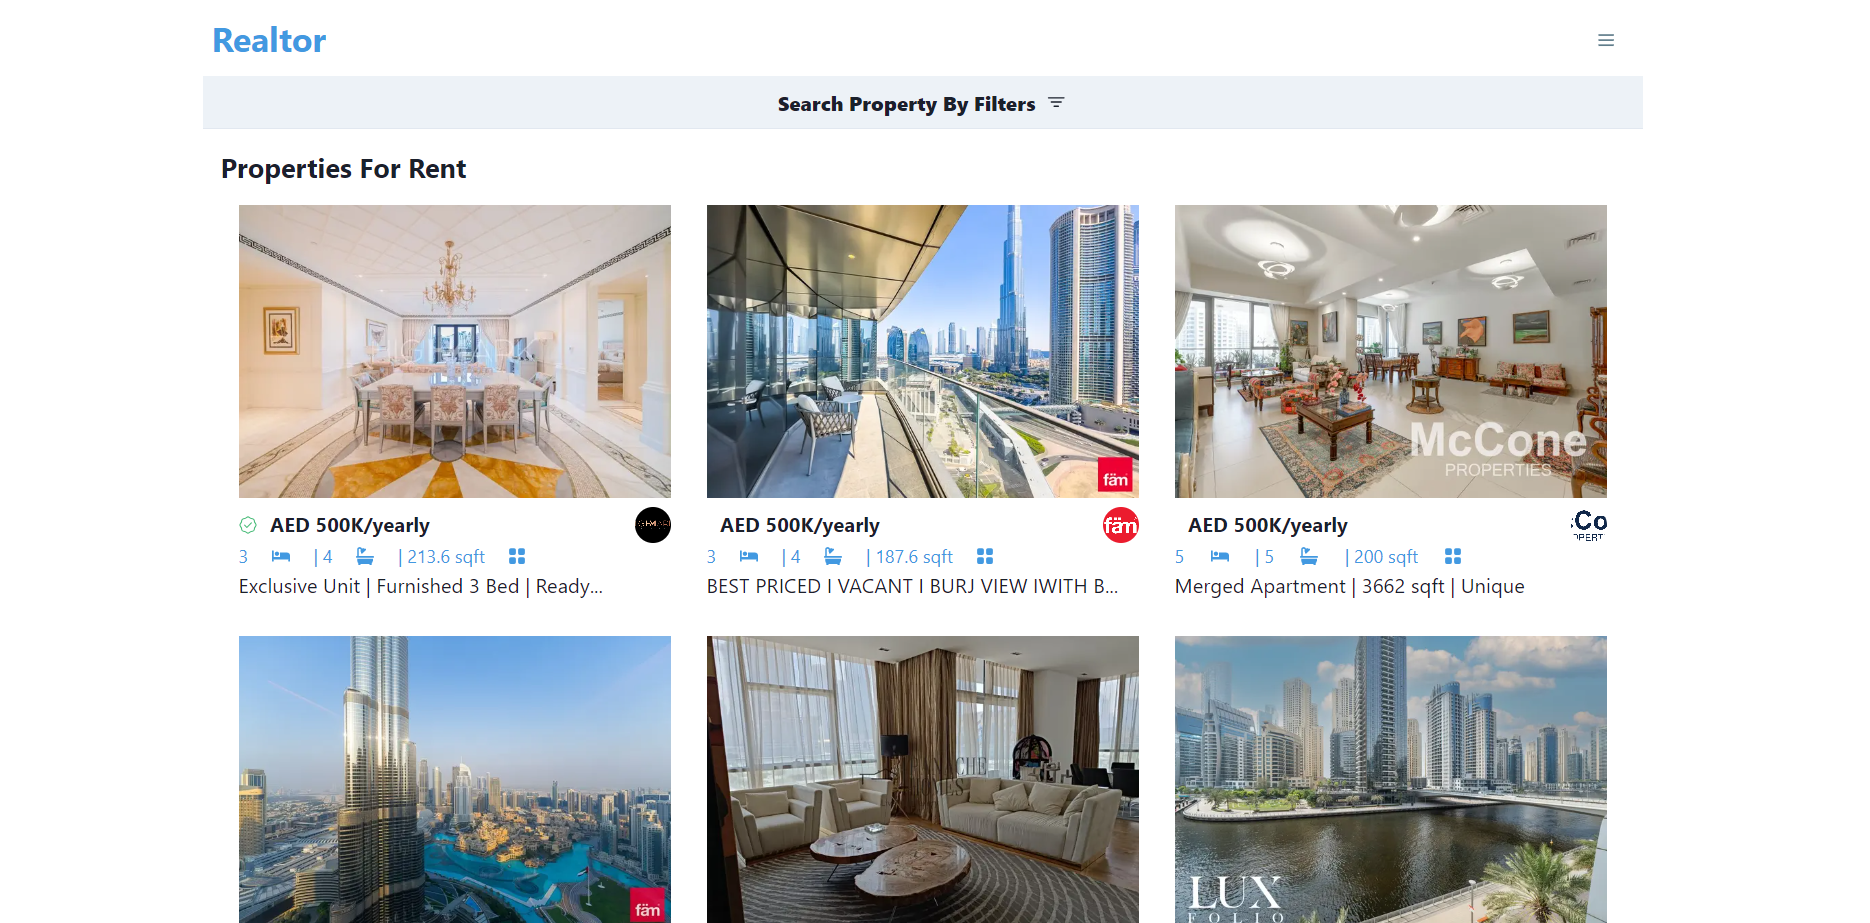 Realtor
Search Property By Filters
Properties For Rent
fäm
McCone
PROPERTIES
AED 500K/yearly
AED 500K/yearly
fäm
AED 500K/yearly
Co
3 | 4 | 213.6 sqft
3 | 4 | 187.6 sqft
5 | 5 | 200 sqft
Exclusive Unit | Furnished 3 Bed | Ready...
BEST PRICED I VACANT I BURJ VIEW IWITH B...
Merged Apartment | 3662 sqft | Unique
fäm
LUX
FOLIO